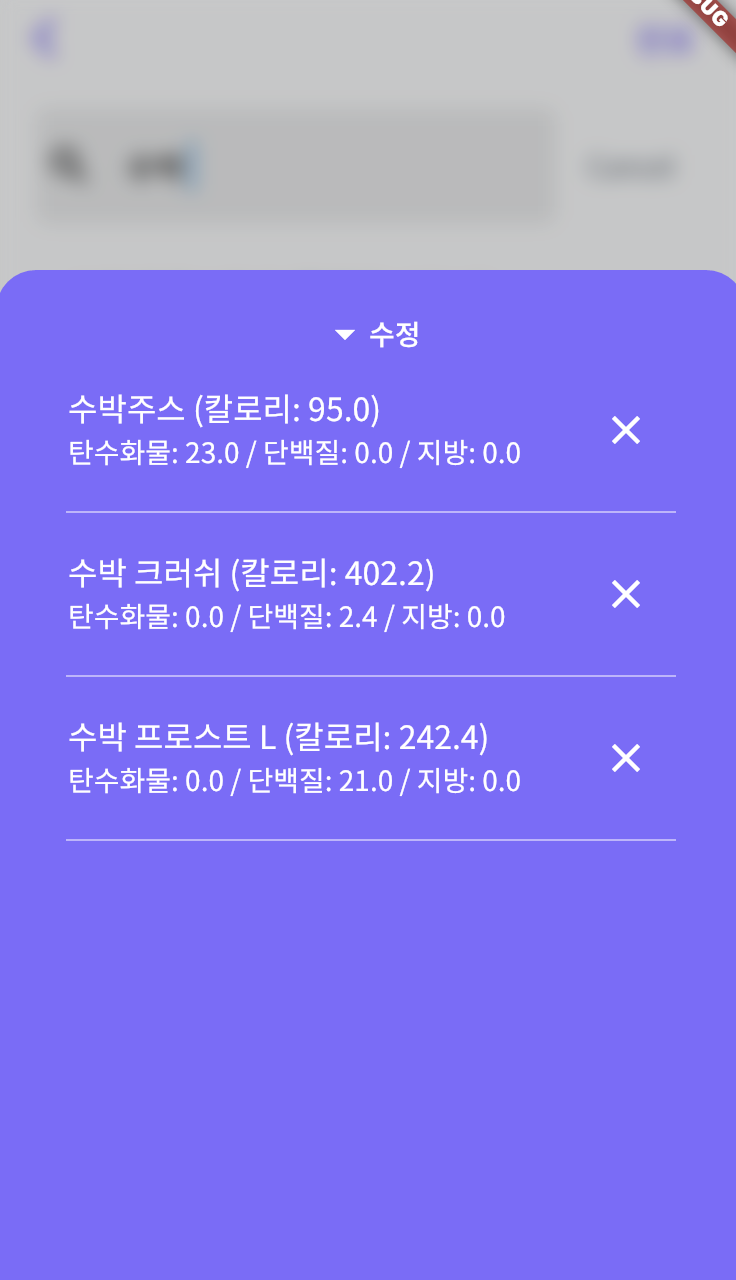 수정
수박주스 (칼로리: 95.0)
탄수화물: 23.0 / 단백질: 0.0 / 지방: 0.0
수박 크러쉬 (칼로리: 402.2)
탄수화물: 0.0 / 단백질: 2.4 / 지방: 0.0
수박 프로스트 L (칼로리: 242.4)
탄수화물: 0.0 / 단백질: 21.0 / 지방: 0.0